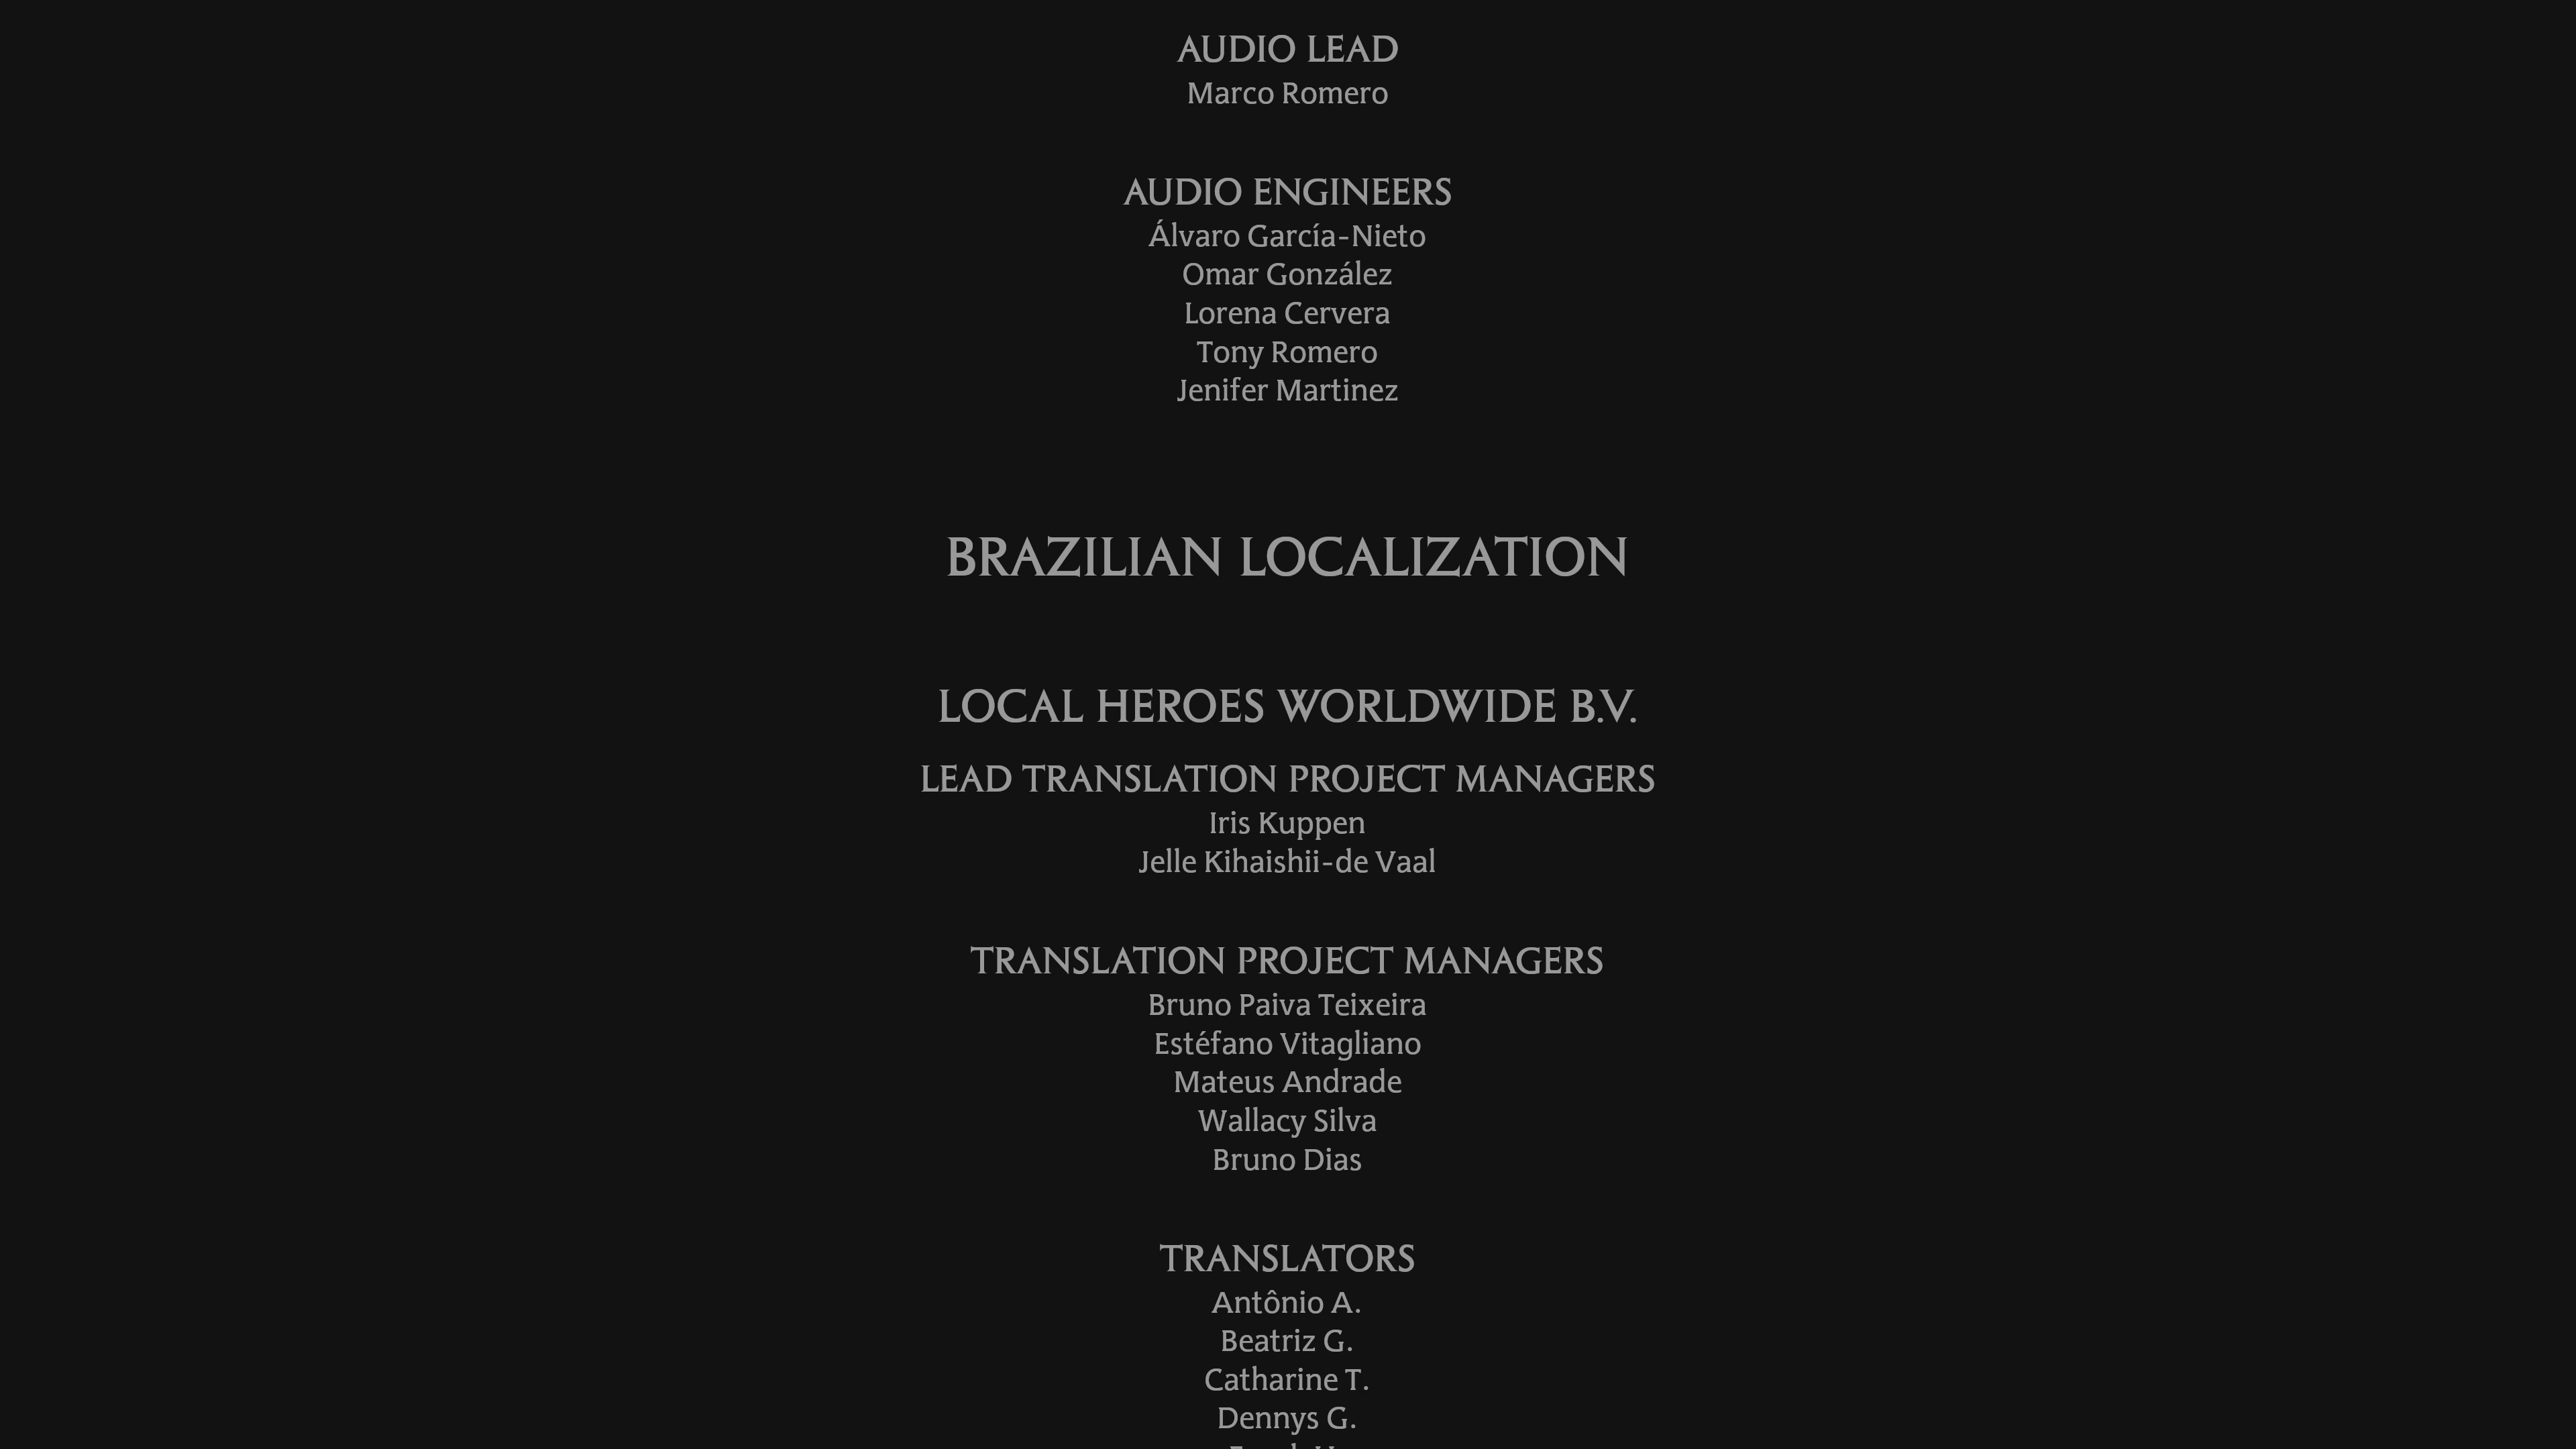 AUDIO LEAD
Marco Romero
AUDIO ENGINEERS
Álvaro García-Nieto
Omar González
Lorena Cervera
Tony Romero
Jenifer Martinez
BRAZILIAN LOCALIZATION
LOCAL HEROES WORLDWIDE B.V.
LEAD TRANSLATION PROJECT MANAGERS
Iris Kuppen
Jelle Kihaishii-de Vaal
TRANSLATION PROJECT MANAGERS
Bruno Paiva Teixeira
Estéfano Vitagliano
Mateus Andrade
Wallacy Silva
Bruno Dias
TRANSLATORS
Antônio A.
Beatriz G.
Catharine T.
Dennys G.